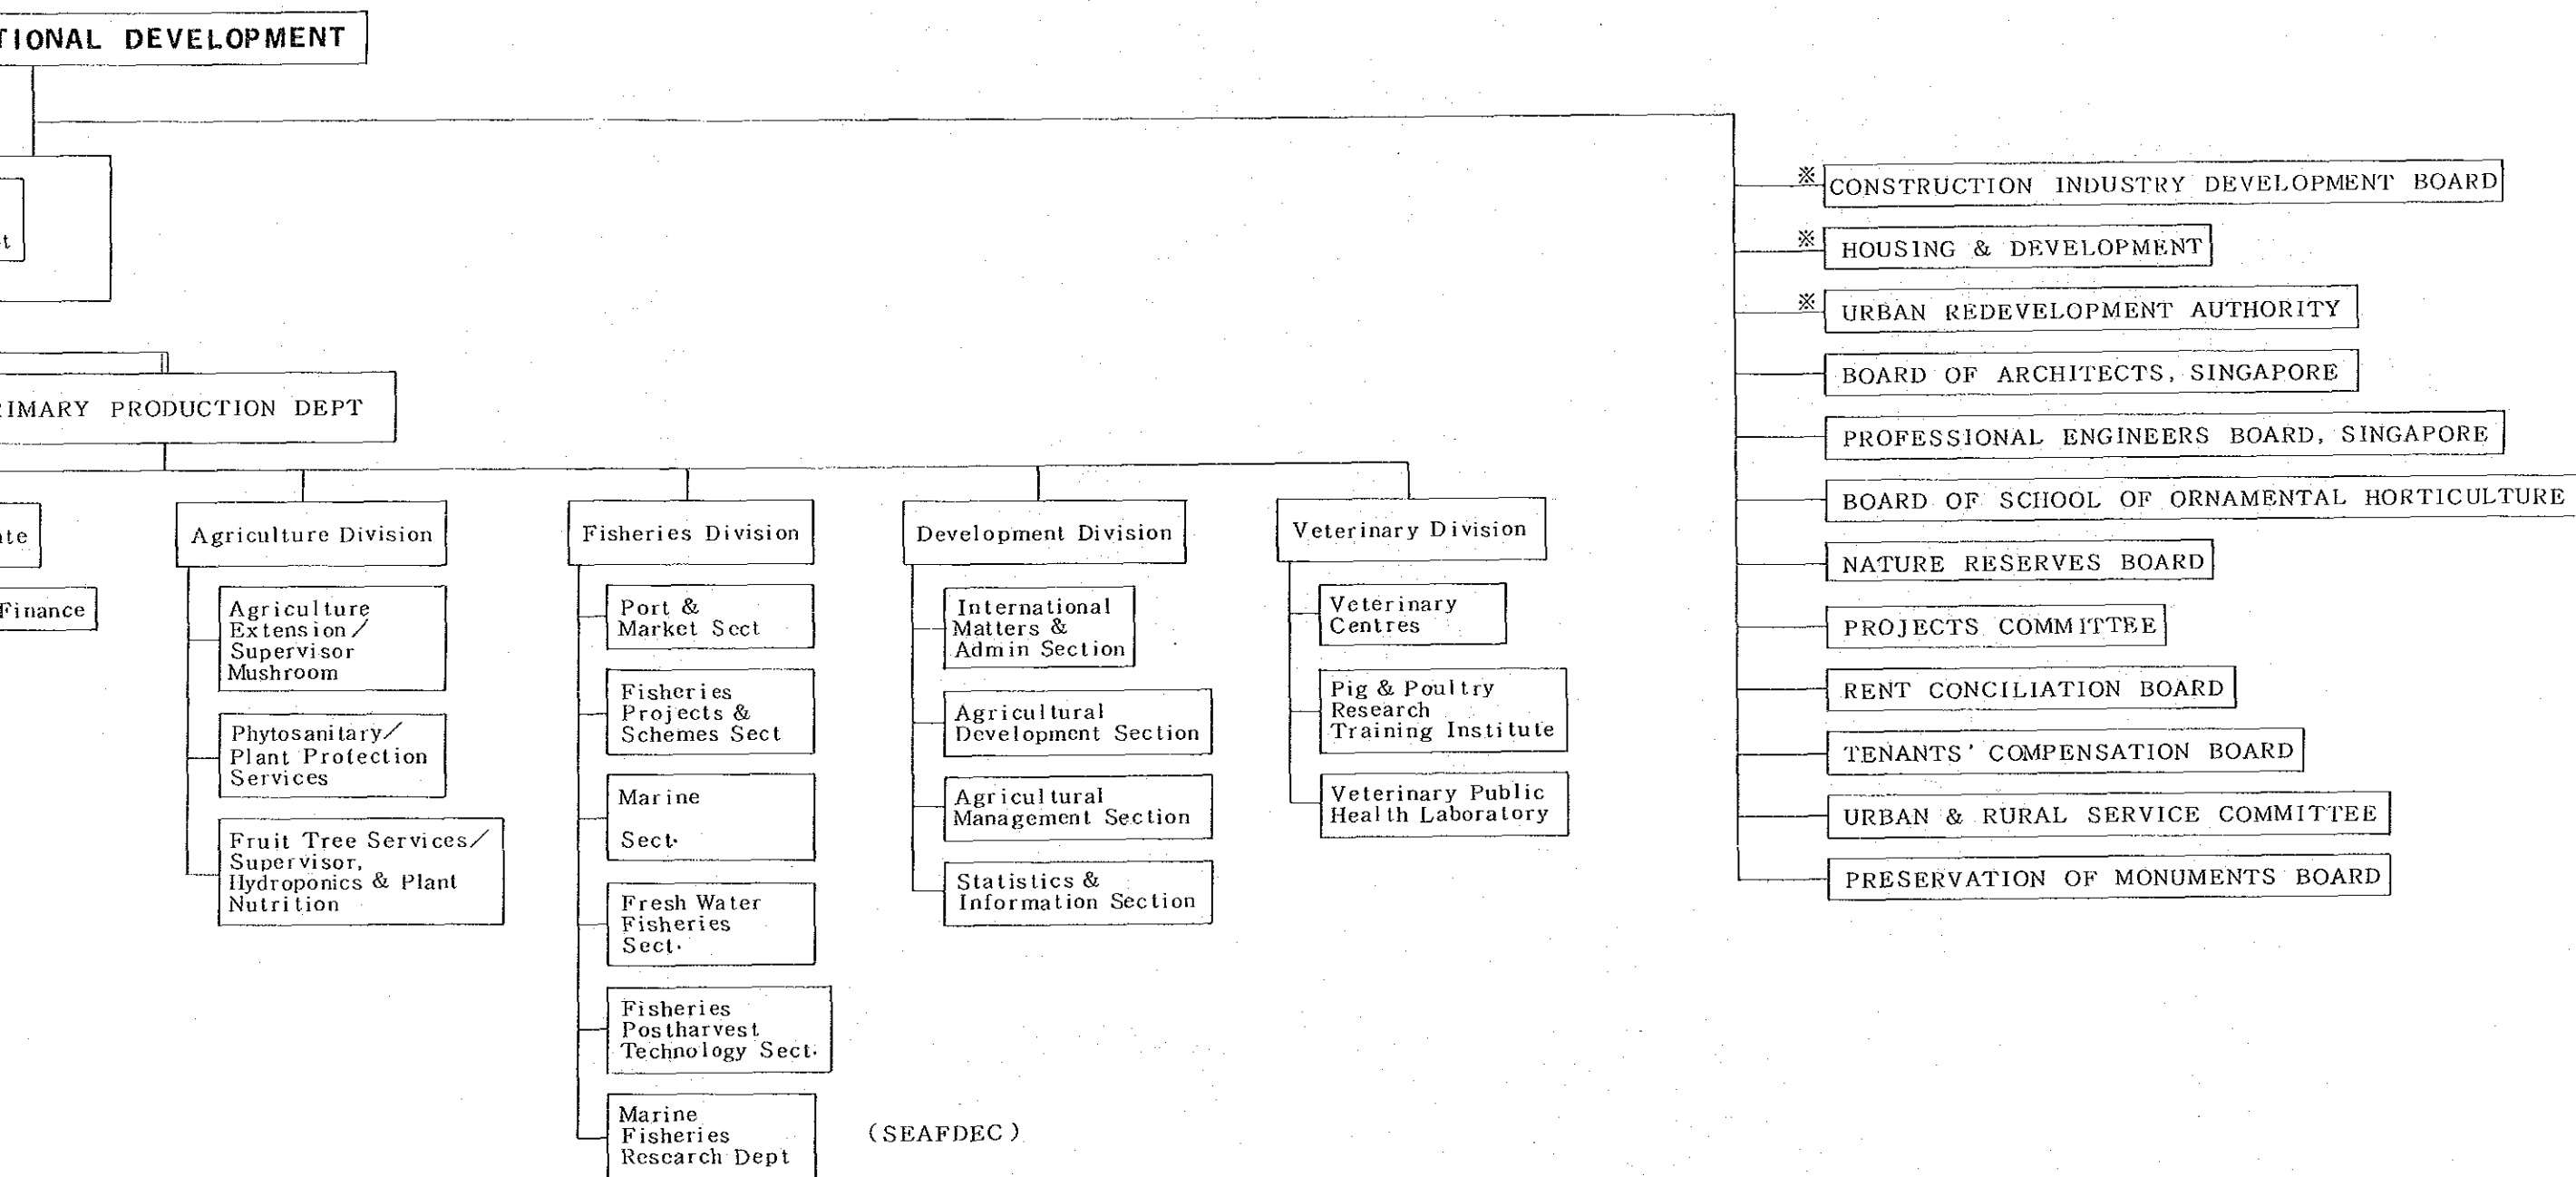 TIONAL DEVELOPMENT
t
RIMARY PRODUCTION DEPT
te
Finance
Agriculture Division
Agriculture
Extension/
Supervisor
Mushroom
Phytosanitary/
Plant Protection
Services
Fruit Tree Services/
Supervisor,
Hydroponics & Plant
Nutrition
Fisheries Division
Port &
Market Sect
Fisheries
Projects &
Schemes Sect
Marine
Sect.
Fresh Water
Fisheries
Sect.
Fisheries
Postharvest
Technology Sect.
Marine
Fisheries
Research Dept
(SEAFDEC)
Development Division
International
Matters &
Admin Section
Agricultural
Development Section
Agricultural
Management Section
Statistics &
Information Section
Veterinary Division
Veterinary
Centres
Pig & Poultry
Research
Training Institute
Veterinary Public
Health Laboratory
※ CONSTRUCTION INDUSTRY DEVELOPMENT BOARD
※ HOUSING & DEVELOPMENT
※ URBAN REDEVELOPMENT AUTHORITY
BOARD OF ARCHITECTS, SINGAPORE
PROFESSIONAL ENGINEERS BOARD, SINGAPORE
BOARD OF SCHOOL OF ORNAMENTAL HORTICULTURE
NATURE RESERVES BOARD
PROJECTS COMMITTEE
RENT CONCILIATION BOARD
TENANTS' COMPENSATION BOARD
URBAN & RURAL SERVICE COMMITTEE
PRESERVATION OF MONUMENTS BOARD